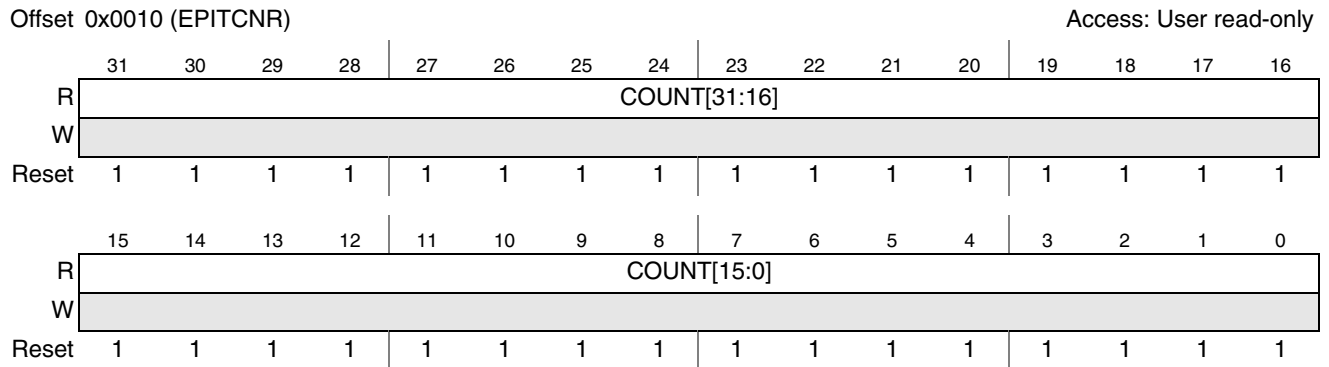 Offset 0x0010 (EPITCNR) Access: User read-only
31 30 29 28 27 26 25 24 23 22 21 20 19 18 17 16
R COUNT[31:16]
W
Reset 1 1 1 1 1 1 1 1 1 1 1 1 1 1 1 1
15 14 13 12 11 10 9 8 7 6 5 4 3 2 1 0
R COUNT[15:0]
W
Reset 1 1 1 1 1 1 1 1 1 1 1 1 1 1 1 1